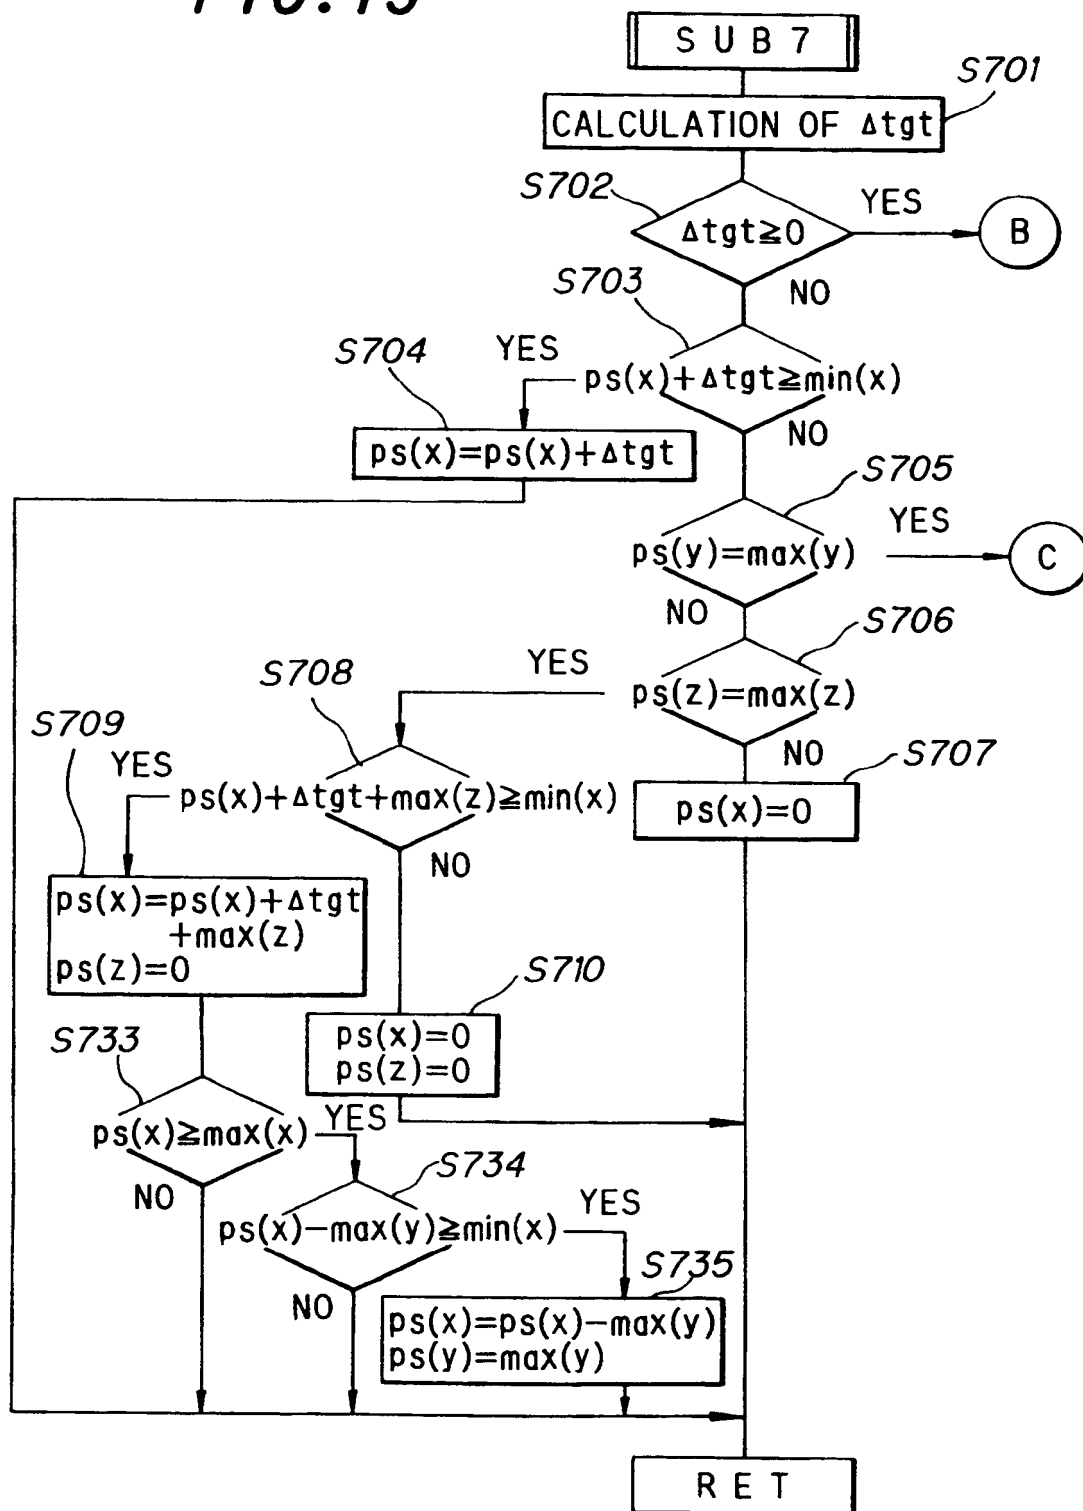 SUB7
S701
CALCULATION OF Δtgt
S702
Δtgt≧0
YES
B
NO
S703
ps(x)+Δtgt≧min(x)
YES
S704
NO
ps(x)=ps(x)+Δtgt
S705
ps(y)=max(y)
YES
C
NO
S706
ps(z)=max(z)
YES
S708
NO
S707
ps(x)=0
S709
YES
ps(x)+Δtgt+max(z)≧min(x)
NO
ps(x)=ps(x)+Δtgt
+max(z)
ps(z)=0
S710
ps(x)=0
ps(z)=0
S733
ps(x)≧max(x)
YES
NO
S734
ps(x)-max(y)≧min(x)
YES
NO
S735
ps(x)=ps(x)-max(y)
ps(y)=max(y)
RET